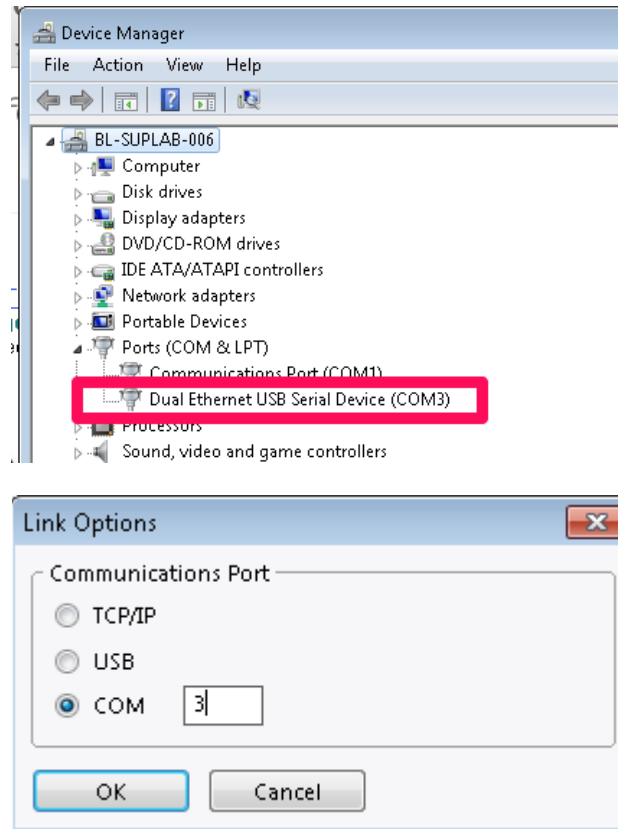 Device Manager
File Action View Help
BL-SUPLAB-006
Computer
Disk drives
Display adapters
DVD/CD-ROM drives
IDE ATA/ATAPI controllers
Network adapters
Portable Devices
Ports (COM & LPT)
Communications Port (COM1)
Dual Ethernet USB Serial Device (COM3)
Processors
Sound, video and game controllers
Link Options
Communications Port
TCP/IP
USB
COM 3
OK Cancel